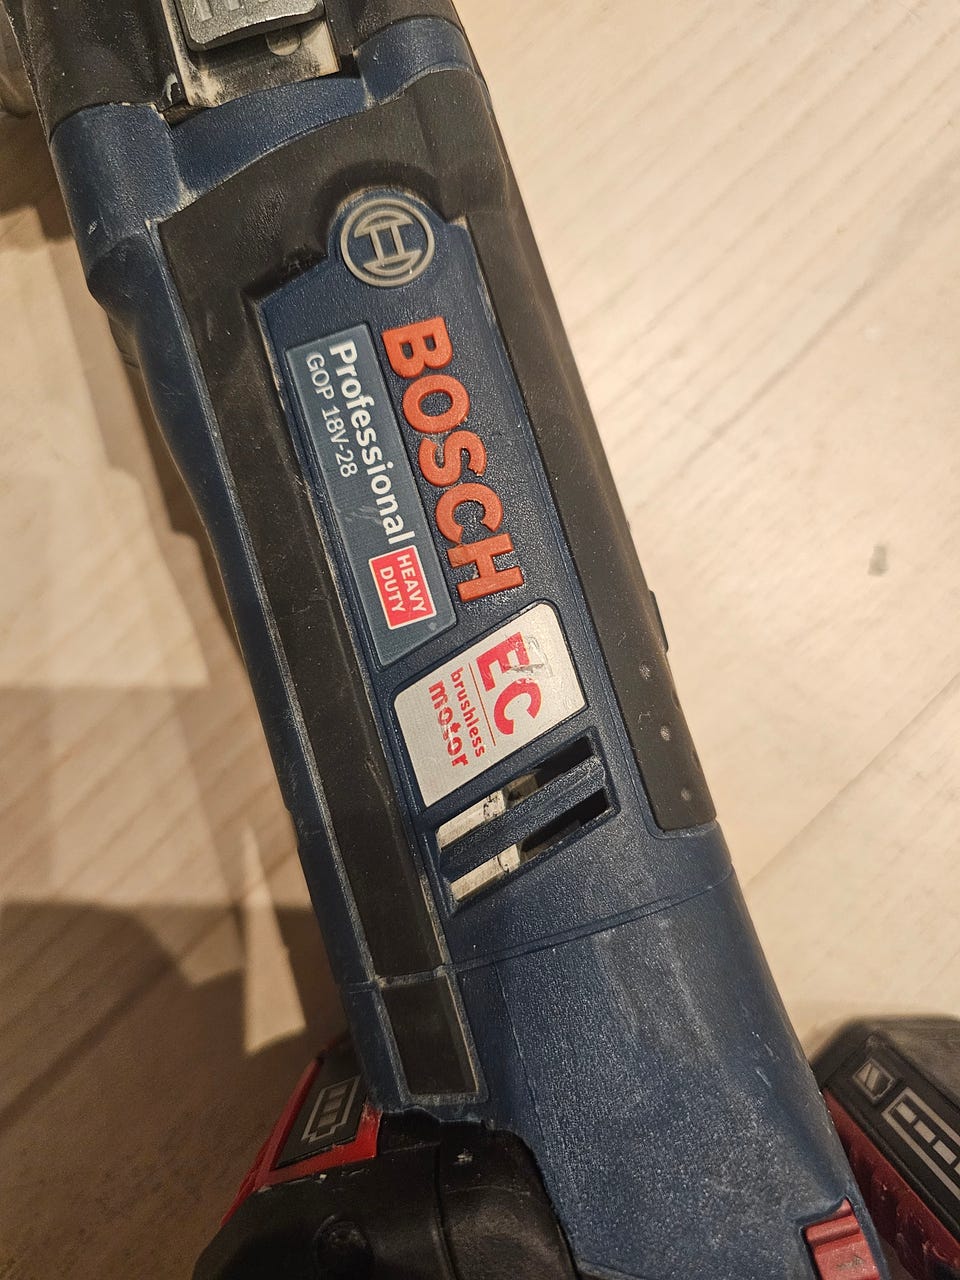 BOSCH
Professional
GOP 18V-28
HEAVY
DUTY
EC
brushless
motor